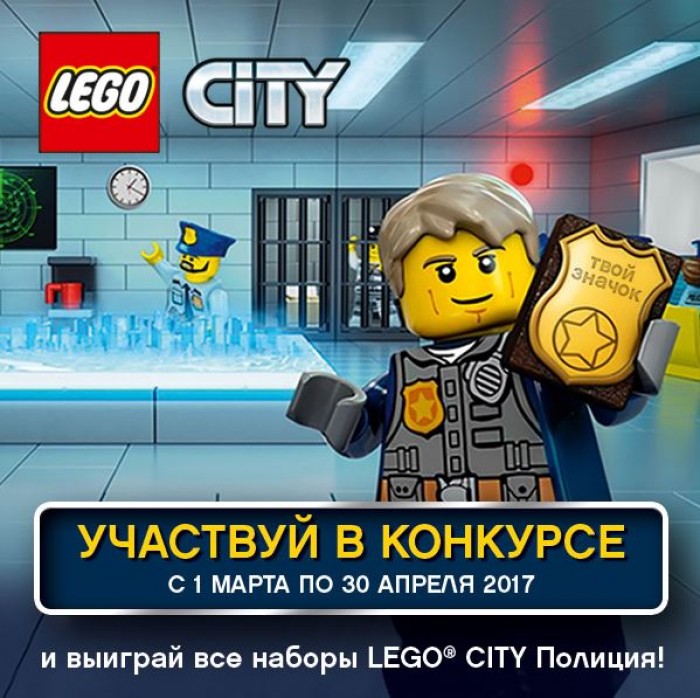 LEGO CITY
ТВОЙ
ЗНАЧОК
УЧАСТВУЙ В КОНКУРСЕ
С 1 МАРТА ПО 30 АПРЕЛЯ 2017
и выиграй все наборы LEGO® CITY Полиция!